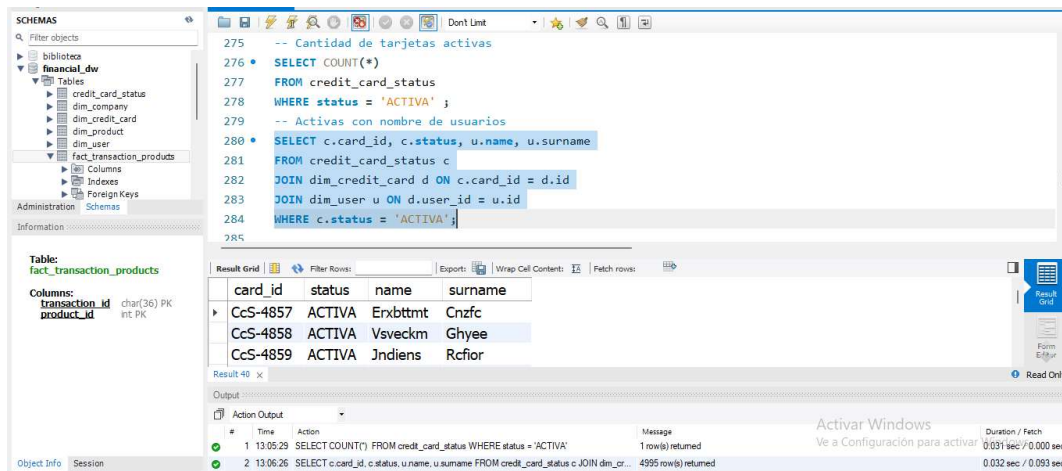 SCHEMAS
Filter objects
biblioteca
financial_dw
Tables
credit_card_status
dim_company
dim_credit_card
dim_product
dim_user
fact_transaction_products
Columns
Indexes
Foreign Keys
Administration Schemas
Information
Table:
fact_transaction_products
Columns:
transaction_id char(36) PK
product_id int PK
Object Info Session
Don't Limit
275 -- Cantidad de tarjetas activas
276 SELECT COUNT(*)
277 FROM credit_card_status
278 WHERE status = 'ACTIVA' ;
279 -- Activas con nombre de usuarios
280 SELECT c.card_id, c.status, u.name, u.surname
281 FROM credit_card_status c
282 JOIN dim_credit_card d ON c.card_id = d.id
283 JOIN dim_user u ON d.user_id = u.id
284 WHERE c.status = 'ACTIVA';
285
Result Grid Filter Rows: Export: Wrap Cell Content: Fetch rows:
card_id status name surname
CcS-4857 ACTIVA Erxbttmt Cnzfc
CcS-4858 ACTIVA Vsveckm Ghyee
CcS-4859 ACTIVA Jndiens Rcfior
Result Grid
Form Editor
Result 40 Read Onl
Output
Action Output
# Time Action Message Duration / Fetch
1 13:05:29 SELECT COUNT(*) FROM credit_card_status WHERE status = 'ACTIVA' 1 row(s) returned 0.031 sec / 0.000 sec
2 13:06:26 SELECT c.card_id, c.status, u.name, u.surname FROM credit_card_status c JOIN dim_cr... 4995 row(s) returned 0.032 sec / 0.093 sec
Activar Windows
Ve a Configuración para activar Windows.